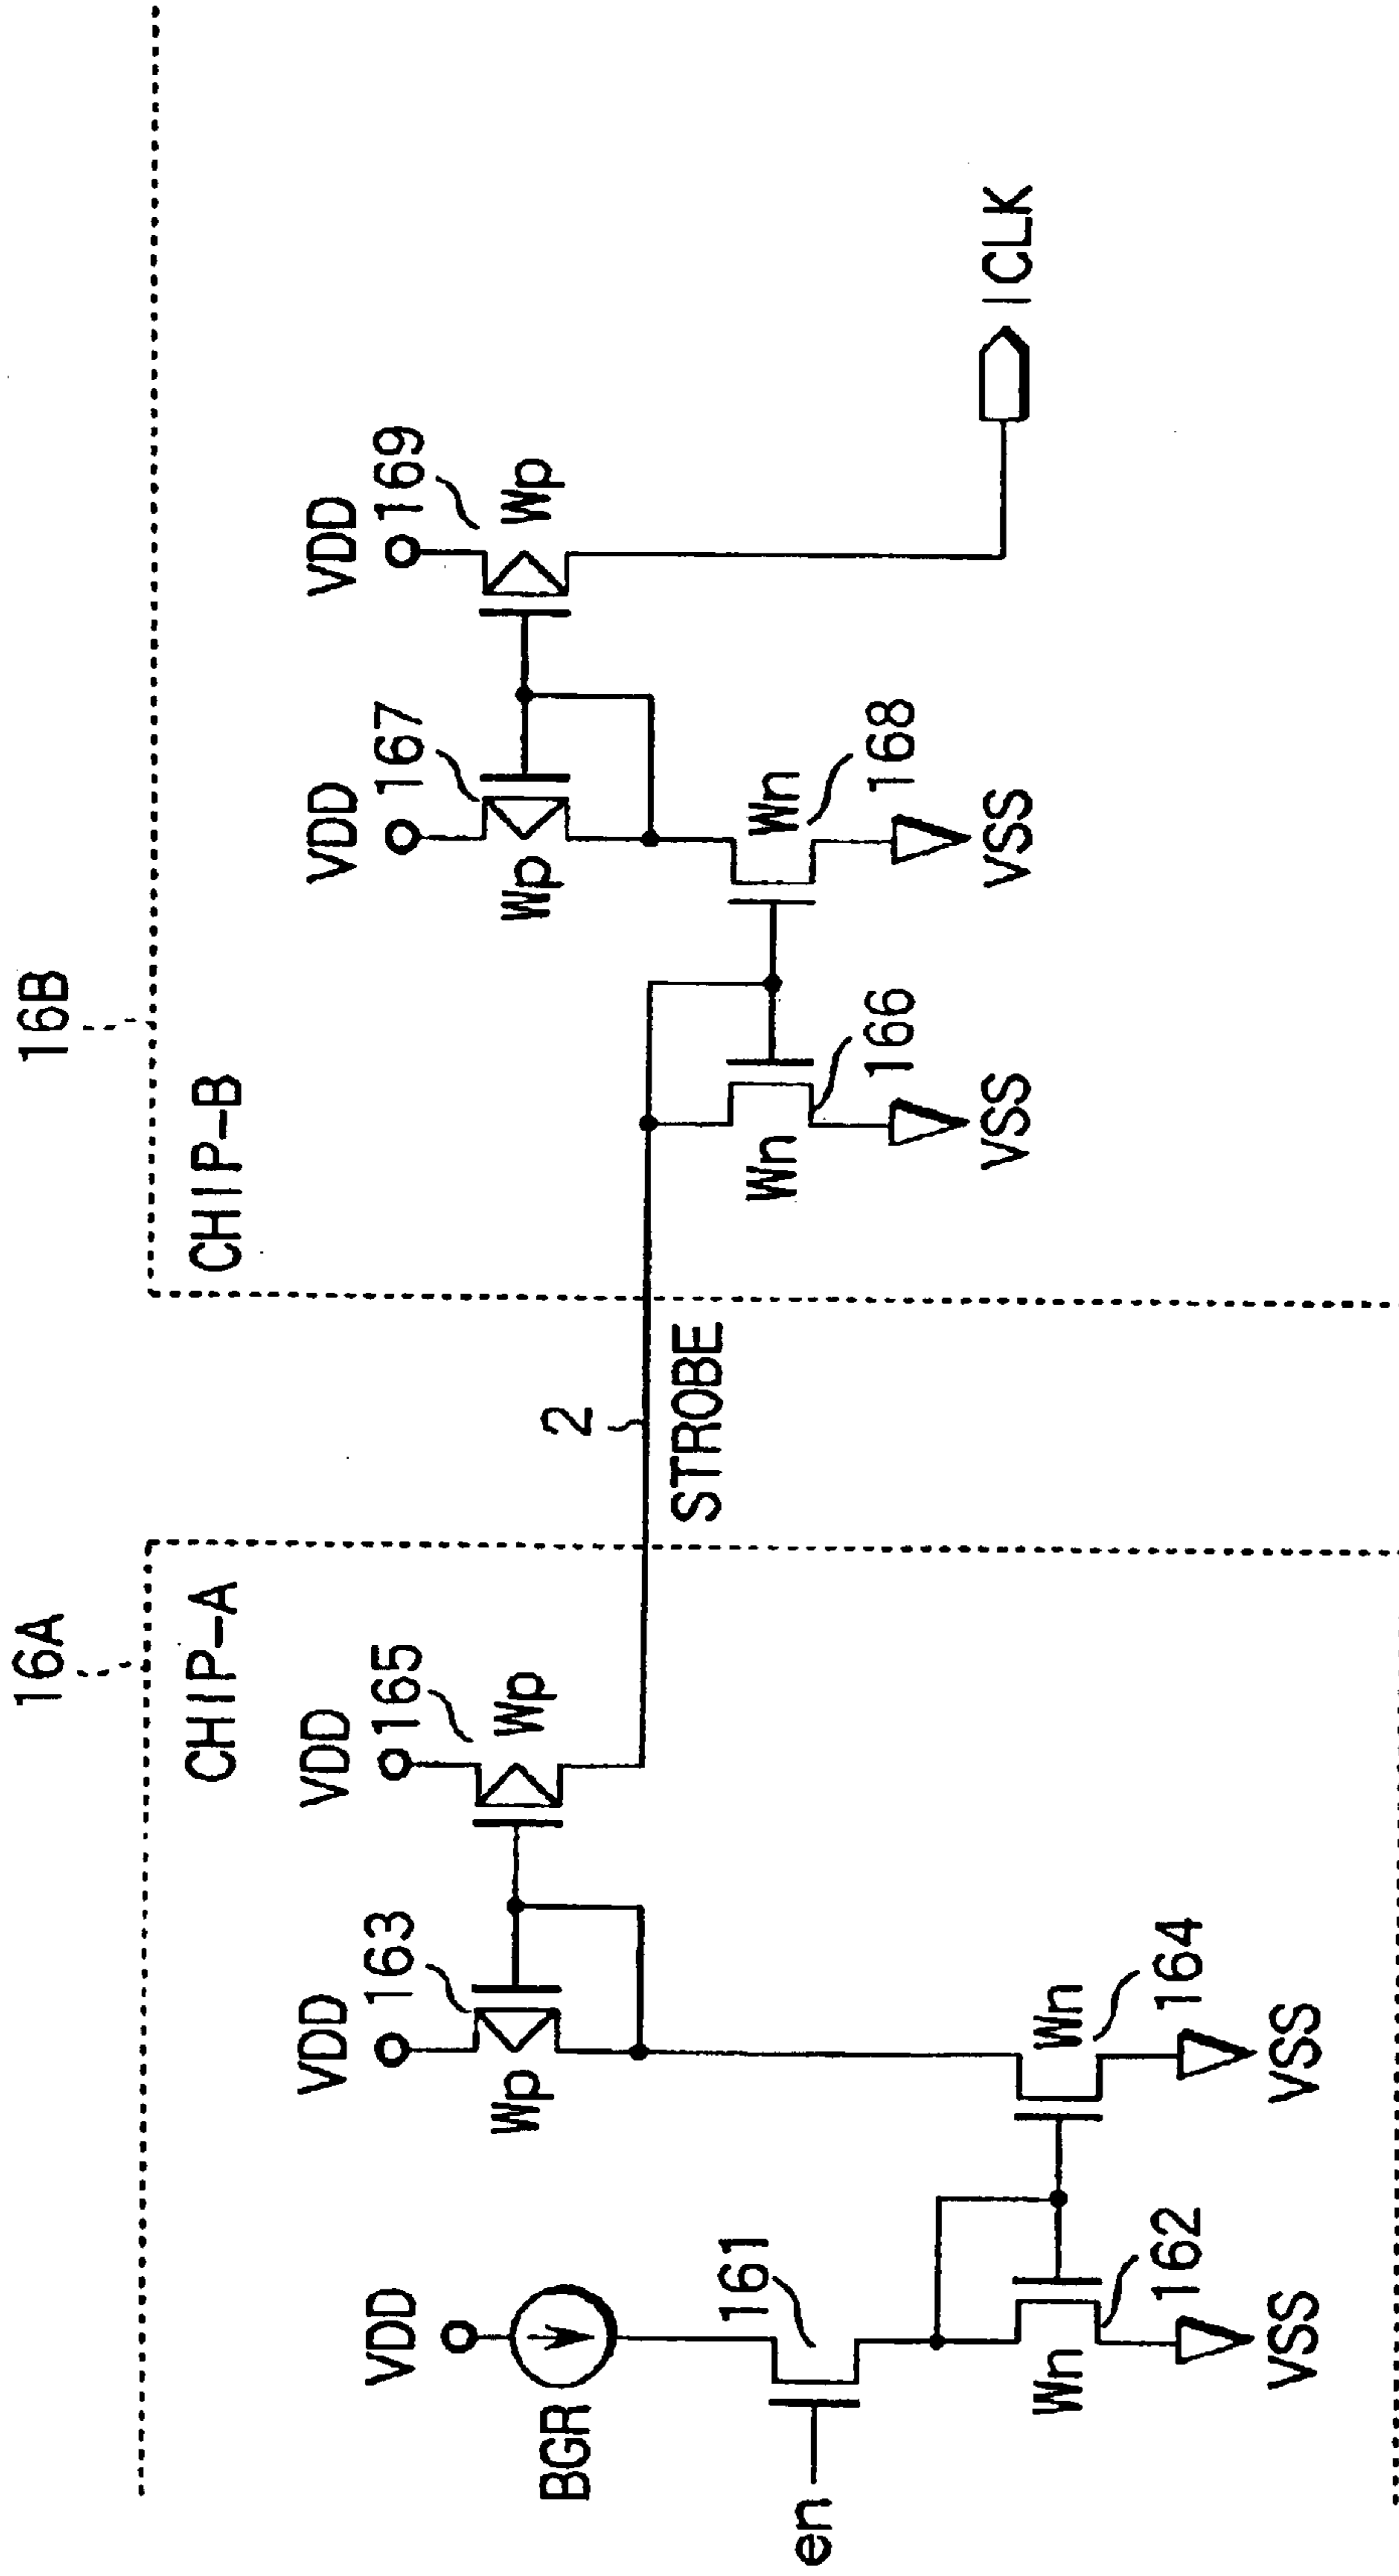 16A
16B
CHIP-A
CHIP-B
VDD
VDD
VDD
VDD
VDD
163
165
167
169
BGR
Wp
Wp
Wp
Wp
2
STROBE
161
en
Wn
Wn
166
168
VSS
VSS
ICLK
Wn
Wn
162
164
VSS
VSS